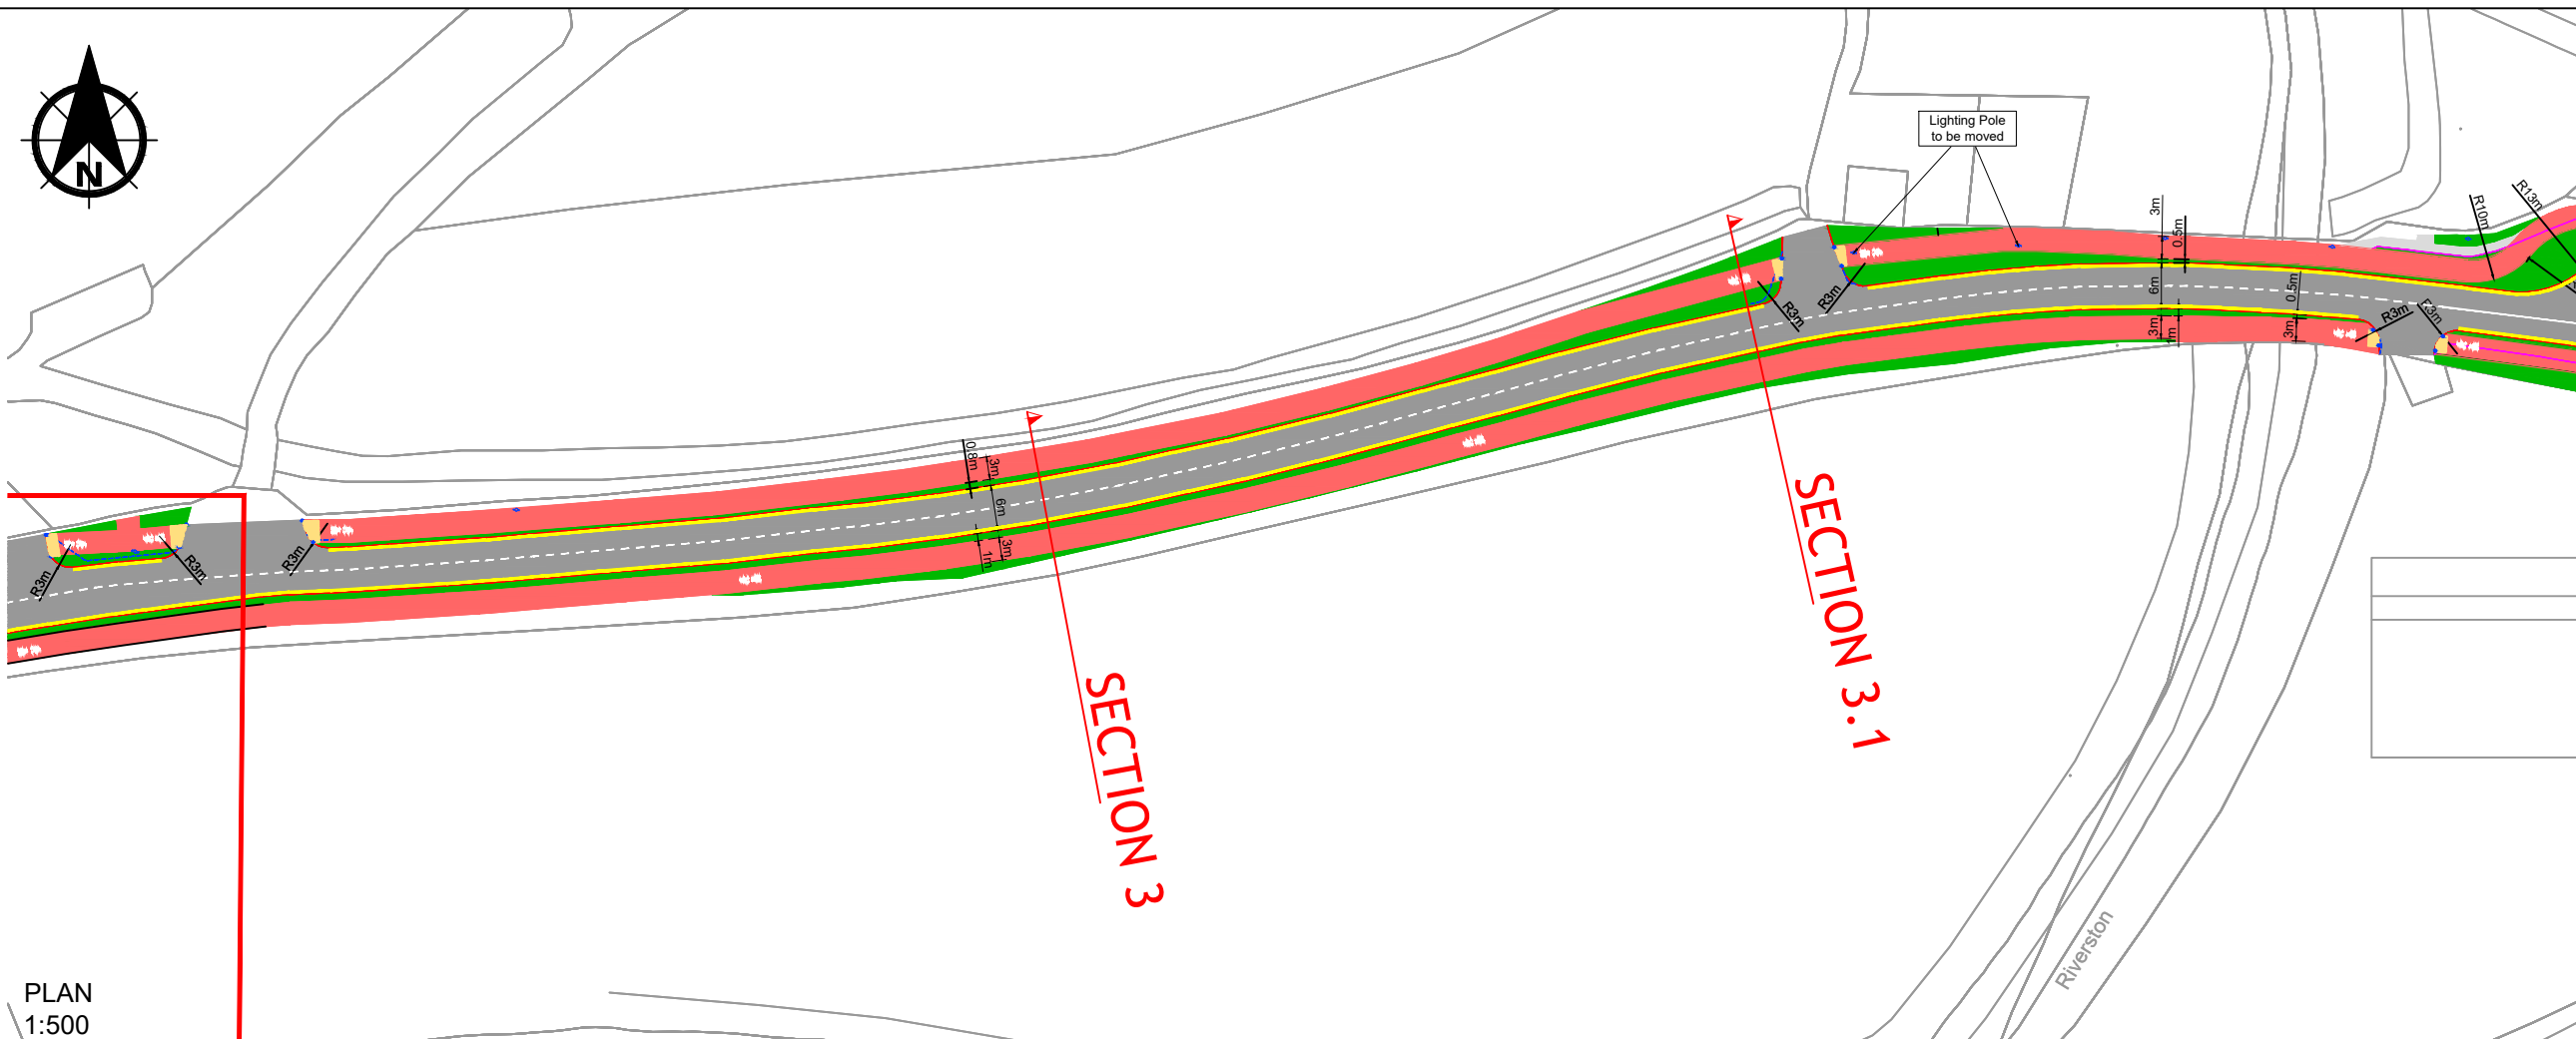 N
Lighting Pole
to be moved
3m
0.5m
R10m
R13m
6m
0.5m
3m
1m
3m
R3m
R3m
R3m
R3m
0.8m
3m
6m
3m
1m
R3m
R3m
R3m
SECTION 3
SECTION 3.1
Riverston
PLAN
1:500